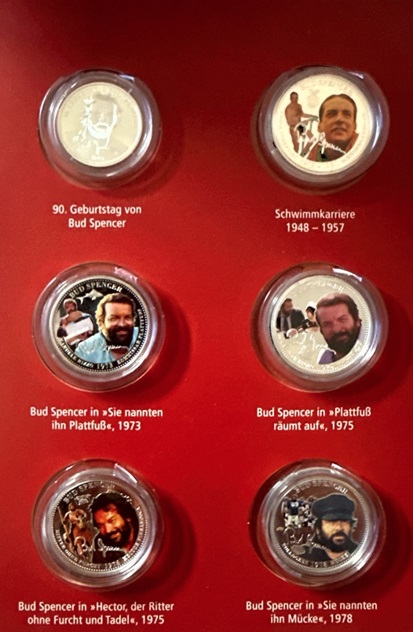 90. Geburtstag von
Bud Spencer
Schwimmkarriere
1948 – 1957
BUD SPENCER
BUD SPENCER
Bud Spencer in »Sie nannten
ihn Plattfuß«, 1973
Bud Spencer in »Plattfuß
räumt auf«, 1975
BUD SPENCER
BUD SPENCER
Bud Spencer in »Hector, der Ritter
ohne Furcht und Tadel«, 1975
Bud Spencer in »Sie nannten
ihn Mücke«, 1978